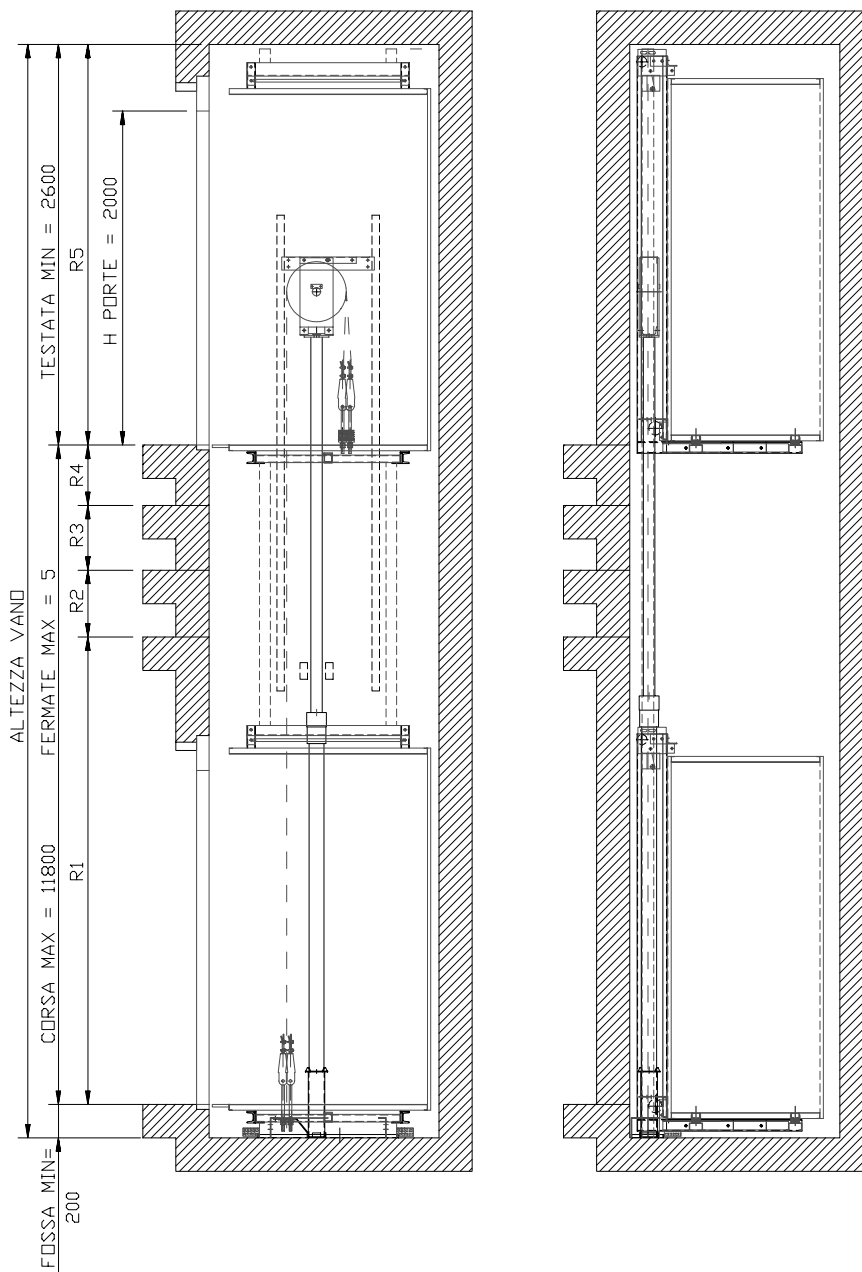 ALTEZZA VANO
TESTATA MIN = 2600
FERMATE MAX = 5
CORSA MAX = 11800
FOSSA MIN=
200
R5
R4
R3
R2
R1
H PORTE = 2000